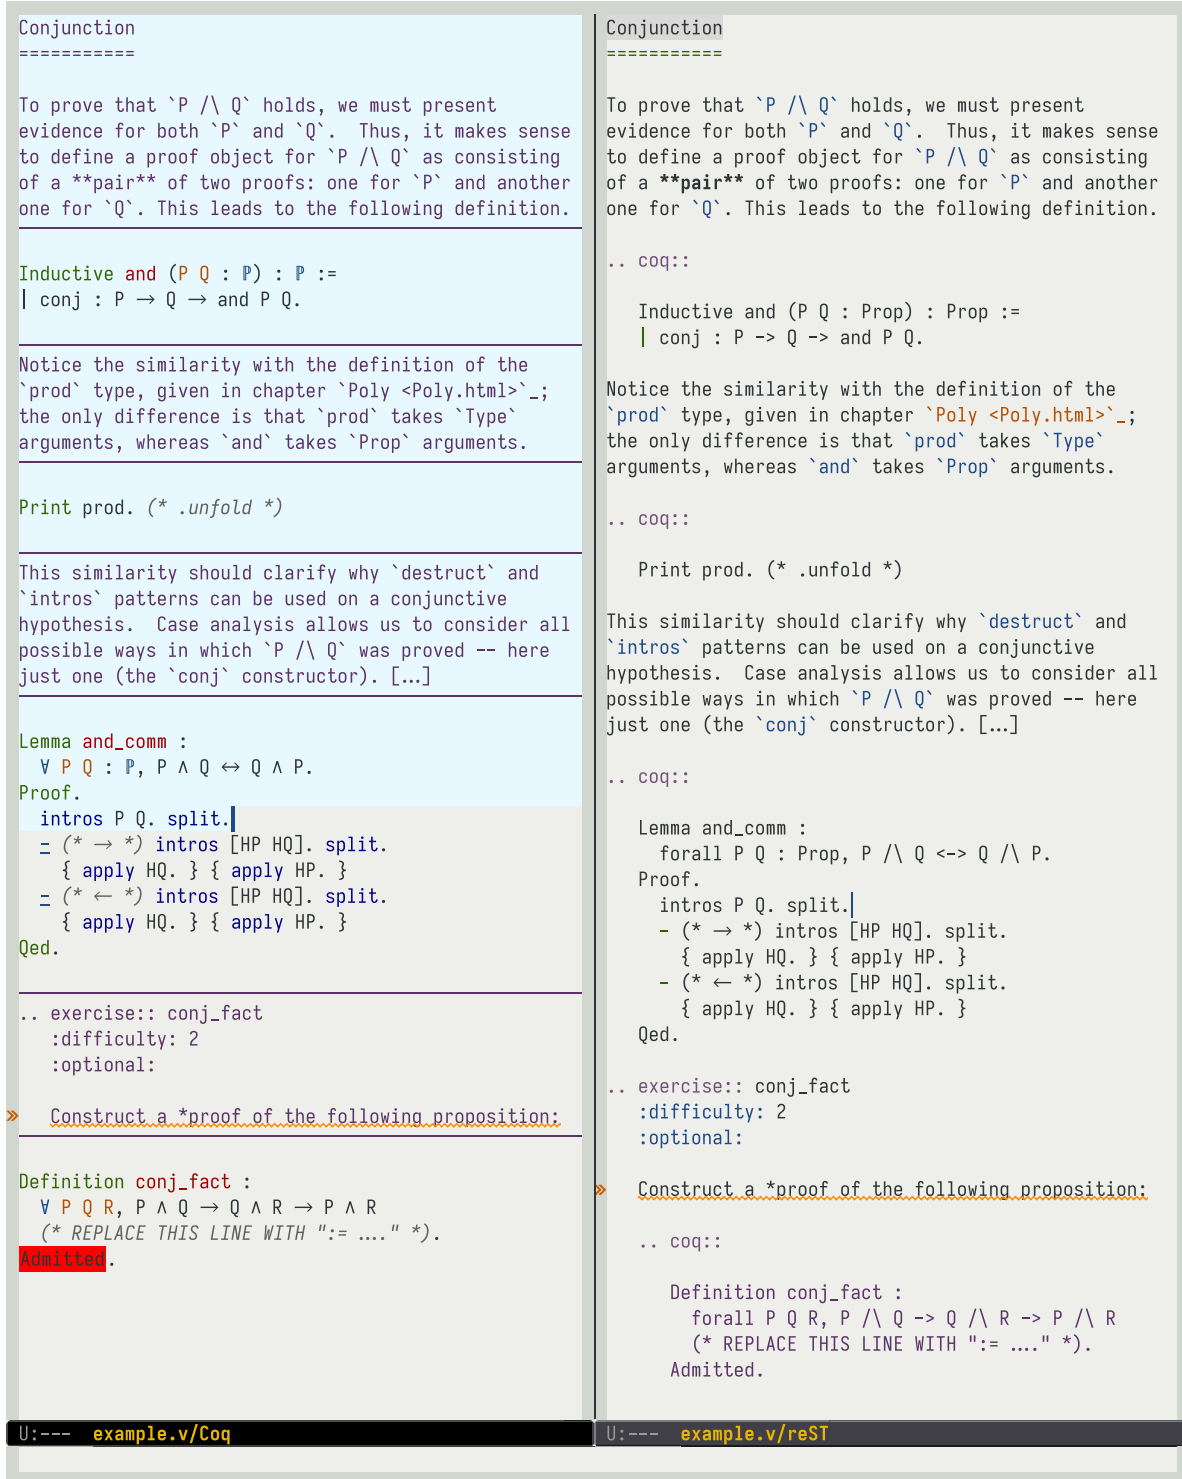 Conjunction
===========
To prove that `P /\ Q` holds, we must present
evidence for both `P` and `Q`.  Thus, it makes sense
to define a proof object for `P /\ Q` as consisting
of a **pair** of two proofs: one for `P` and another
one for `Q`. This leads to the following definition.
Inductive and (P Q : ℙ) : ℙ :=
| conj : P → Q → and P Q.
Notice the similarity with the definition of the
`prod` type, given in chapter `Poly <Poly.html>`_;
the only difference is that `prod` takes `Type`
arguments, whereas `and` takes `Prop` arguments.
Print prod. (* .unfold *)
This similarity should clarify why `destruct` and
`intros` patterns can be used on a conjunctive
hypothesis.  Case analysis allows us to consider all
possible ways in which `P /\ Q` was proved -- here
just one (the `conj` constructor). [...]
Lemma and_comm :
  ∀ P Q : ℙ, P ∧ Q ↔ Q ∧ P.
Proof.
  intros P Q. split.
  - (* → *) intros [HP HQ]. split.
    { apply HQ. } { apply HP. }
  - (* ← *) intros [HP HQ]. split.
    { apply HQ. } { apply HP. }
Qed.
.. exercise:: conj_fact
   :difficulty: 2
   :optional:
»   Construct a *proof of the following proposition:
Definition conj_fact :
  ∀ P Q R, P ∧ Q → Q ∧ R → P ∧ R
  (* REPLACE THIS LINE WITH ":= ...." *).
Admitted.
U:---  example.v/Coq
Conjunction
===========
To prove that `P /\ Q` holds, we must present
evidence for both `P` and `Q`.  Thus, it makes sense
to define a proof object for `P /\ Q` as consisting
of a **pair** of two proofs: one for `P` and another
one for `Q`. This leads to the following definition.
.. coq::
   Inductive and (P Q : Prop) : Prop :=
   | conj : P -> Q -> and P Q.
Notice the similarity with the definition of the
`prod` type, given in chapter `Poly <Poly.html>`_;
the only difference is that `prod` takes `Type`
arguments, whereas `and` takes `Prop` arguments.
.. coq::
   Print prod. (* .unfold *)
This similarity should clarify why `destruct` and
`intros` patterns can be used on a conjunctive
hypothesis.  Case analysis allows us to consider all
possible ways in which `P /\ Q` was proved -- here
just one (the `conj` constructor). [...]
.. coq::
   Lemma and_comm :
     forall P Q : Prop, P /\ Q <-> Q /\ P.
   Proof.
     intros P Q. split.
     - (* → *) intros [HP HQ]. split.
       { apply HQ. } { apply HP. }
     - (* ← *) intros [HP HQ]. split.
       { apply HQ. } { apply HP. }
   Qed.
.. exercise:: conj_fact
   :difficulty: 2
   :optional:
»   Construct a *proof of the following proposition:
   .. coq::
      Definition conj_fact :
        forall P Q R, P /\ Q -> Q /\ R -> P /\ R
        (* REPLACE THIS LINE WITH ":= ...." *).
      Admitted.
U:---  example.v/reST